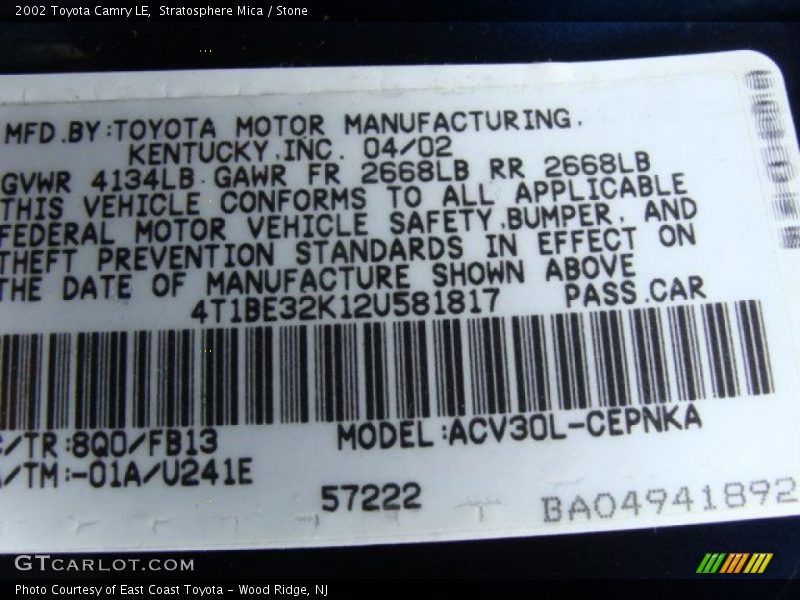 2002 Toyota Camry LE, Stratosphere Mica / Stone
MFD.BY:TOYOTA MOTOR MANUFACTURING.
KENTUCKY,INC. 04/02
GVWR 4134LB GAWR FR 2668LB RR 2668LB
THIS VEHICLE CONFORMS TO ALL APPLICABLE
FEDERAL MOTOR VEHICLE SAFETY,BUMPER, AND
THEFT PREVENTION STANDARDS IN EFFECT ON
THE DATE OF MANUFACTURE SHOWN ABOVE
4T1BE32K12U581817 PASS.CAR
/TR:8Q0/FB13 MODEL:ACV30L-CEPNKA
/TM:-01A/U241E
57222 BA04941892
GTCARLOT.COM
Photo Courtesy of East Coast Toyota - Wood Ridge, NJ